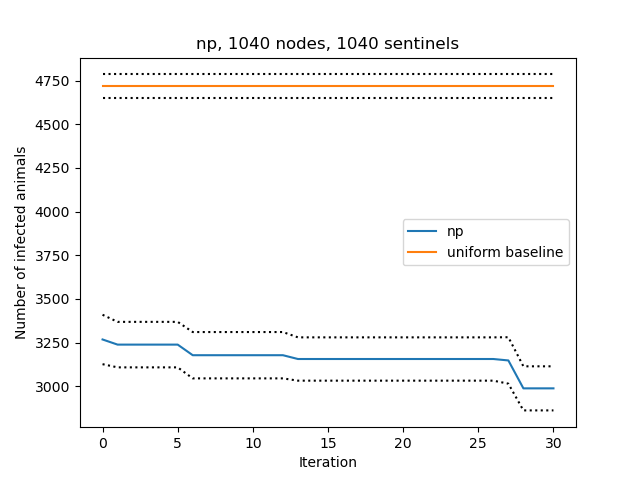 np, 1040 nodes, 1040 sentinels
Number of infected animals
4750
4500
4250
4000
3750
3500
3250
3000
np
uniform baseline
0 5 10 15 20 25 30
Iteration